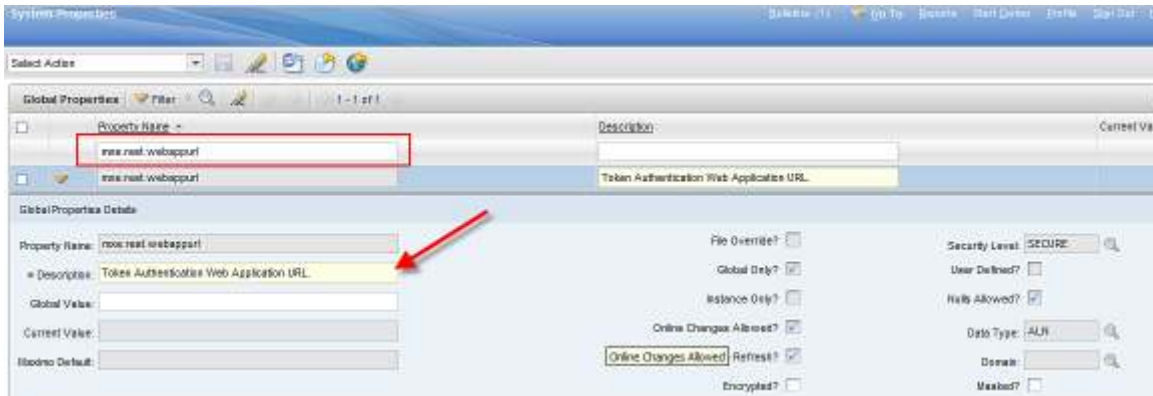 System Properties
Bulletins (1) Go To Reports Start Center Profile Sign Out
Select Action
Global Properties Filter 1 - 1 of 1
Property Name Description Current Va
mxe.rest.webappurl
mxe.rest.webappurl Token Authentication Web Application URL.
Global Properties Details
Property Name: mxe.rest.webappurl File Override? Security Level: SECURE
* Description: Token Authentication Web Application URL. Global Only? User Defined?
Global Value: Instance Only? Nulls Allowed?
Current Value: Online Changes Allowed? Data Type: ALN
Maximo Default: Online Changes Allowed Refresh? Domain:
Encrypted? Masked?